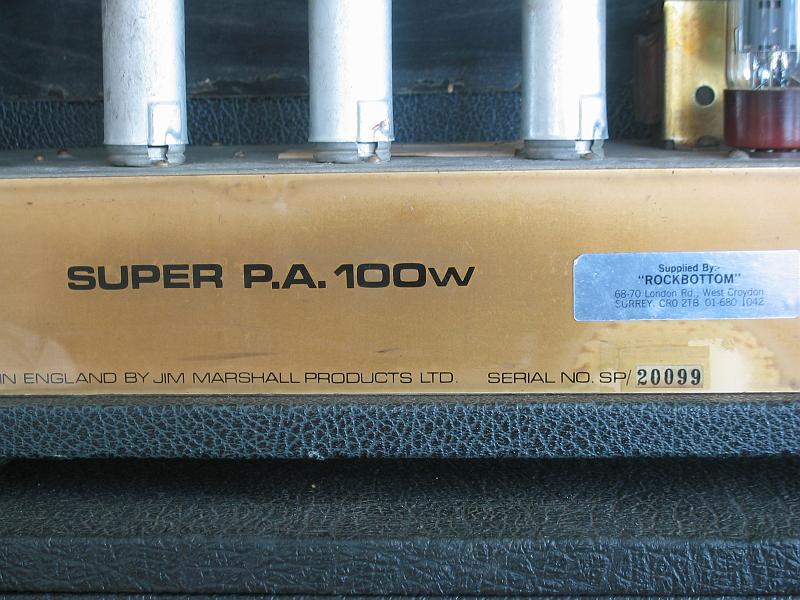 SUPER P.A. 100W
Supplied By:-
"ROCKBOTTOM"
68-70 London Rd., West Croydon
SURREY. CR0 2TB 01-680 1042
IN ENGLAND BY JIM MARSHALL PRODUCTS LTD. SERIAL NO. SP/ 20099